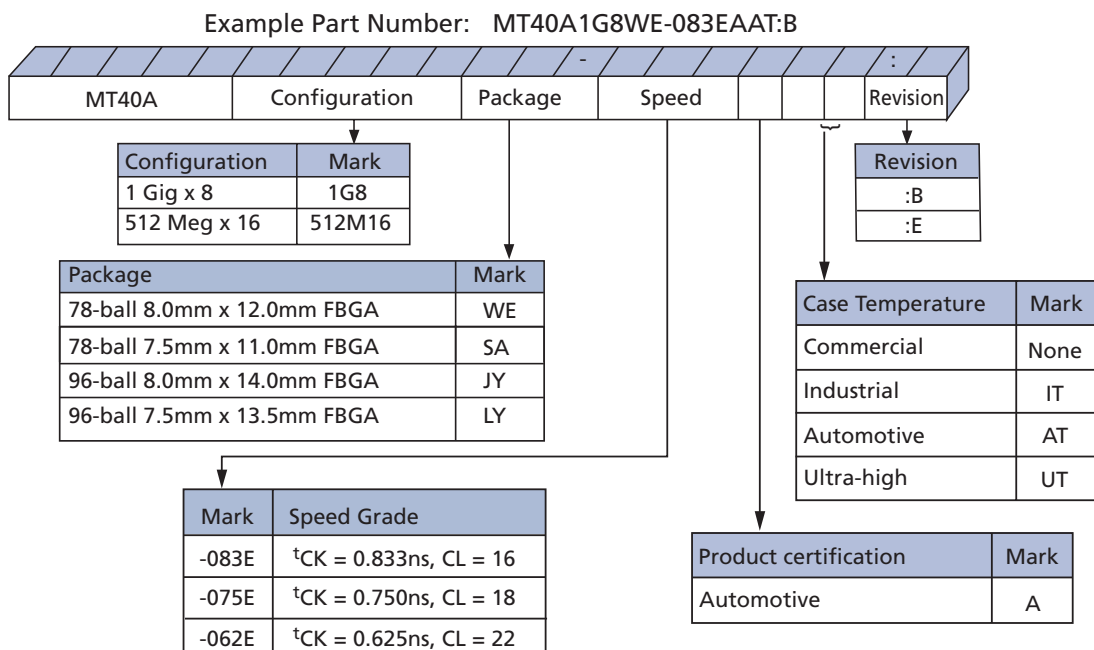 Example Part Number: MT40A1G8WE-083EAAT:B
- :
MT40A Configuration Package Speed Revision
Configuration Mark
1 Gig x 8 1G8
512 Meg x 16 512M16
Revision
:B
:E
Package Mark
78-ball 8.0mm x 12.0mm FBGA WE
78-ball 7.5mm x 11.0mm FBGA SA
96-ball 8.0mm x 14.0mm FBGA JY
96-ball 7.5mm x 13.5mm FBGA LY
Case Temperature Mark
Commercial None
Industrial IT
Automotive AT
Ultra-high UT
Mark Speed Grade
-083E tCK = 0.833ns, CL = 16
-075E tCK = 0.750ns, CL = 18
-062E tCK = 0.625ns, CL = 22
Product certification Mark
Automotive A